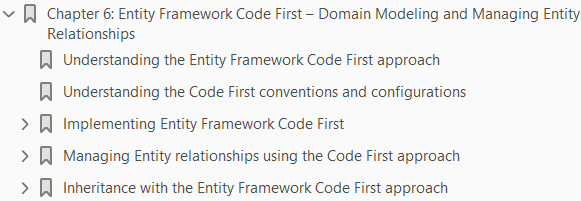 Chapter 6: Entity Framework Code First – Domain Modeling and Managing Entity
Relationships
Understanding the Entity Framework Code First approach
Understanding the Code First conventions and configurations
Implementing Entity Framework Code First
Managing Entity relationships using the Code First approach
Inheritance with the Entity Framework Code First approach